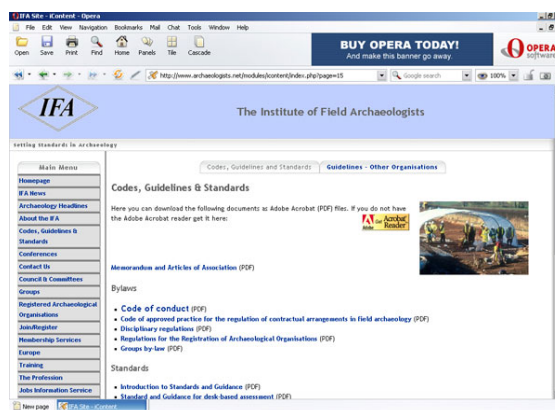 IFA Site - iContent - Opera
File Edit View Navigation Bookmarks Mail Chat Tools Window Help
Open Save Print Find Home Panels Tile Cascade
BUY OPERA TODAY!
And make this banner go away.
OPERA
software
http://www.archaeologists.net/modules/icontent/index.php?page=15
Google search
100%
IFA
The Institute of Field Archaeologists
Setting Standards in Archaeology
Main Menu
Homepage
IFA News
Archaeology Headlines
About the IFA
Codes, Guidelines &
Standards
Conferences
Contact Us
Council & Committees
Groups
Registered Archaeological
Organisations
Join/Register
Membership Services
Europe
Training
The Profession
Jobs Information Service
Codes, Guidelines and Standards
Guidelines - Other Organisations
Codes, Guidelines & Standards
Here you can download the following documents as Adobe Acrobat (PDF) files. If you do not have
the Adobe Acrobat reader get it here:
Adobe
Get Acrobat
Reader
Memorandum and Articles of Association (PDF)
Bylaws
• Code of conduct (PDF)
• Code of approved practice for the regulation of contractual arrangements in field archaeology (PDF)
• Disciplinary regulations (PDF)
• Regulations for the Registration of Archaeological Organisations (PDF)
• Groups by-law (PDF)
Standards
• Introduction to Standards and Guidance (PDF)
• Standard and Guidance for desk-based assessment (PDF)
New page
IFA Site - iContent